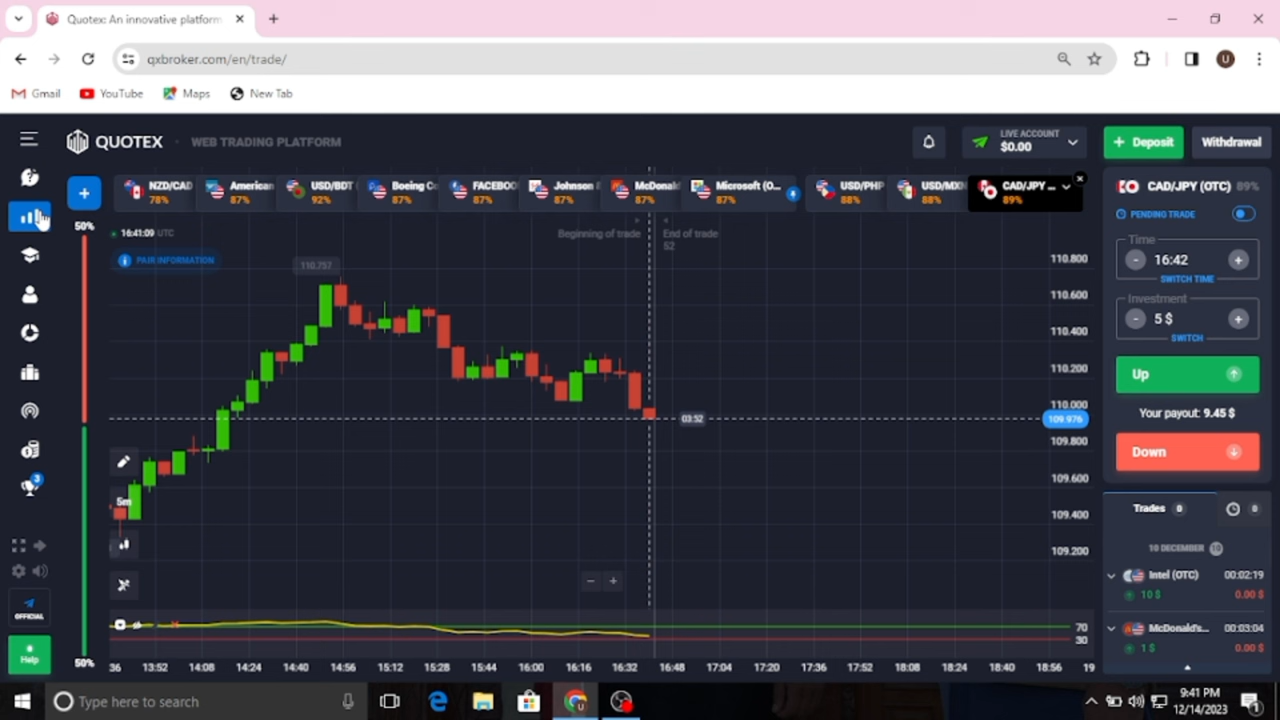 Quotex: An innovative platform
qxbroker.com/en/trade/
U
Gmail
YouTube
Maps
New Tab
QUOTEX
WEB TRADING PLATFORM
LIVE ACCOUNT
$0.00
+ Deposit
Withdrawal
+
NZD/CAD
78%
American
87%
USD/BDT
92%
Boeing Co
87%
FACEBOO
87%
Johnson
87%
McDonald
87%
Microsoft (O...
87%
USD/PHP
88%
USD/MX
88%
CAD/JPY ...
89%
50%
16:41:09 UTC
Beginning of trade
End of trade
52
PAIR INFORMATION
110.757
110.800
110.600
110.400
110.200
110.000
109.976
109.800
109.600
109.400
109.200
03:52
5m
70
30
36
13:52
14:08
14:24
14:40
14:56
15:12
15:28
15:44
16:00
16:16
16:32
16:48
17:04
17:20
17:36
17:52
18:08
18:24
18:40
18:56
19
50%
3
OFFICIAL
Help
CAD/JPY (OTC) 89%
PENDING TRADE
Time
- 16:42 +
SWITCH TIME
Investment
- 5 $ +
SWITCH
Up
Your payout: 9.45 $
Down
Trades 0
0
10 DECEMBER 10
Intel (OTC) 00:02:19
10 $ 0.00 $
McDonald's... 00:03:04
1 $ 0.00 $
Type here to search
U
9:41 PM
12/14/2023
1